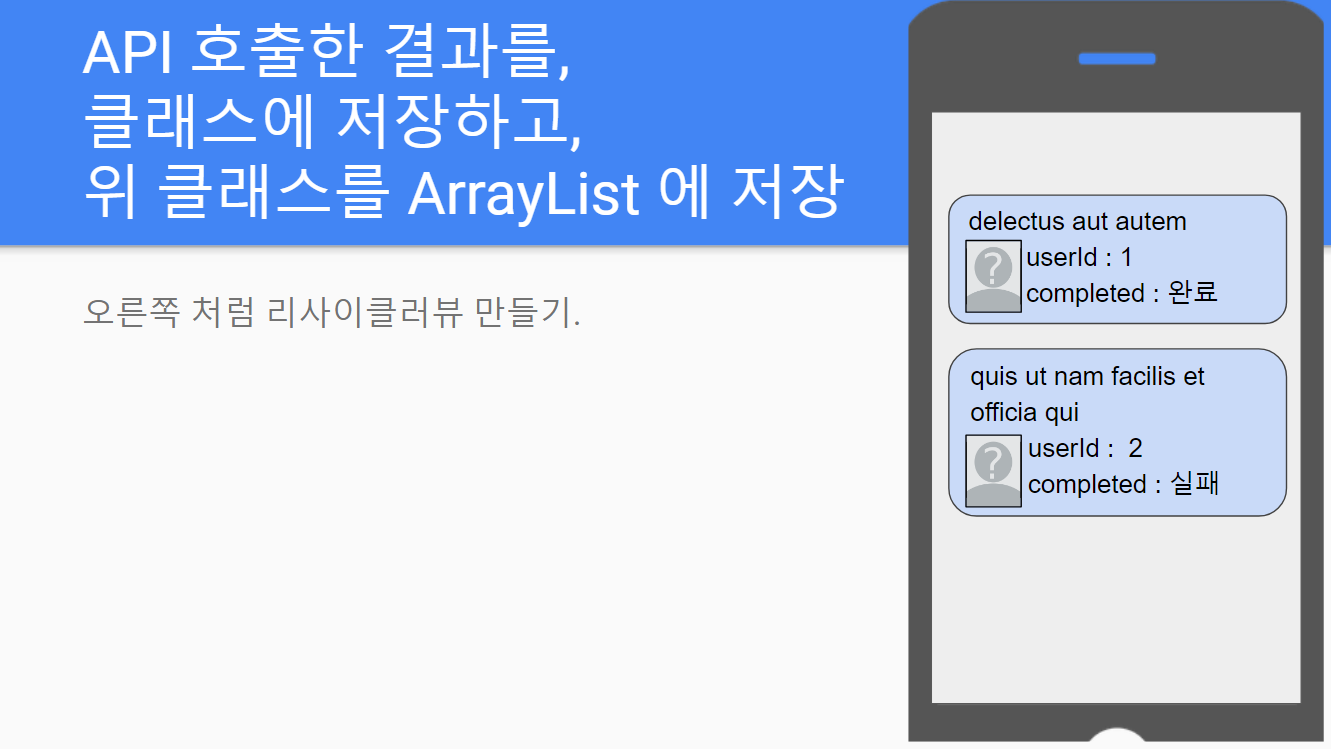 API 호출한 결과를,
클래스에 저장하고,
위 클래스를 ArrayList 에 저장
오른쪽 처럼 리사이클러뷰 만들기.
delectus aut autem
?
userId : 1
completed : 완료
quis ut nam facilis et
officia qui
?
userId :  2
completed : 실패